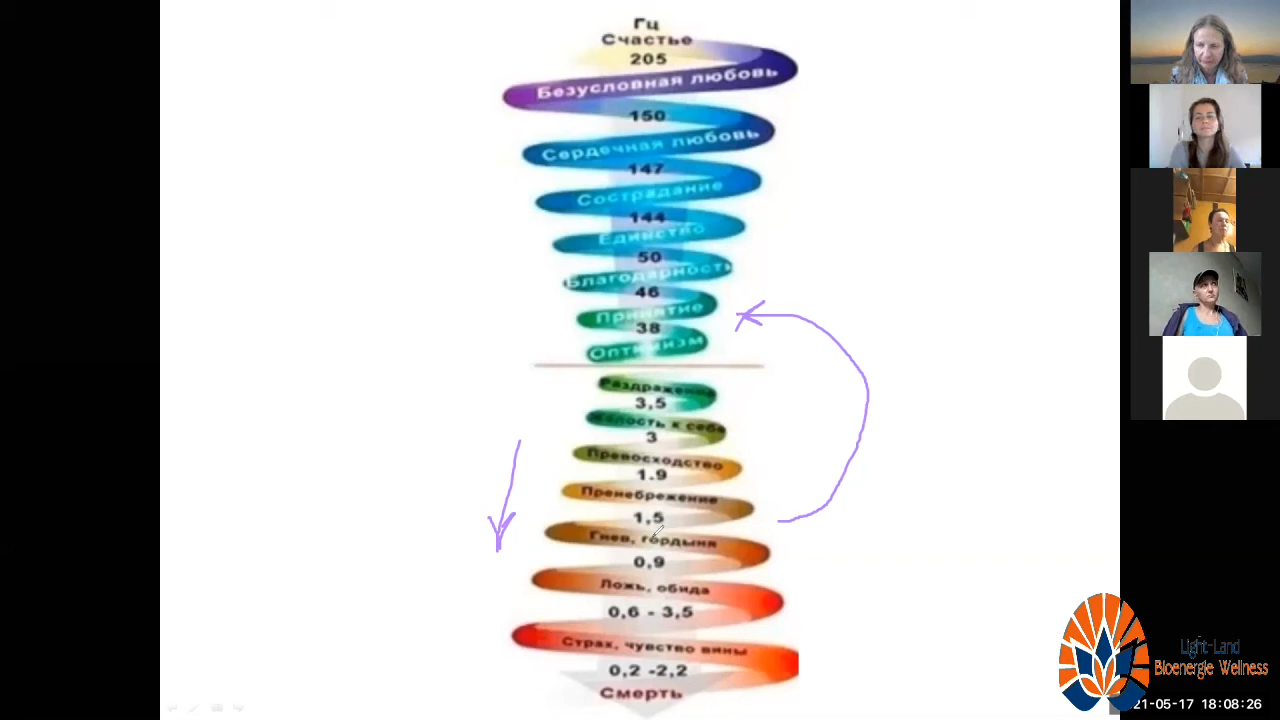 Гц
Счастье
205
Безусловная любовь
150
Сердечная любовь
147
Сострадание
144
Единство
50
Благодарность
46
Принятие
38
Оптимизм
Раздражение
3,5
Жалость к себе
3
Превосходство
1.9
Пренебрежение
1,5
Гнев, гордыня
0,9
Ложь, обида
0,6 - 3,5
Страх, чувство вины
0,2 -2,2
Смерть
Light-Land
Bioenergie Wellness
21-05-17 18:08:26